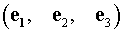 (e₁, e₂, e₃)